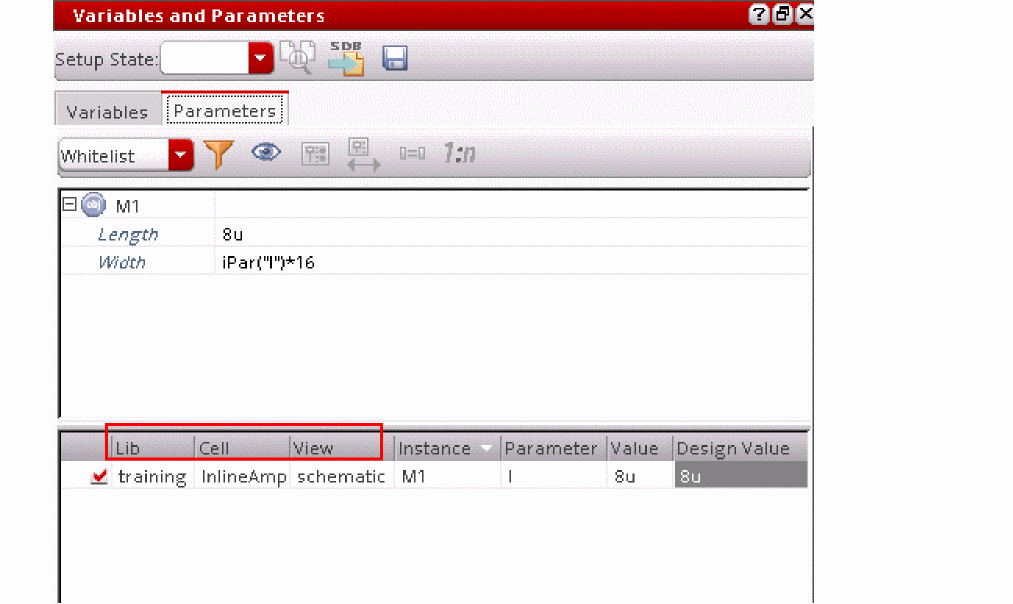 Variables and Parameters
Setup State: SDB
Variables Parameters
Whitelist 1:n
obj M1
Length 8u
Width iPar("l")*16
Lib Cell View Instance Parameter Value Design Value
training InlineAmp schematic M1 l 8u 8u